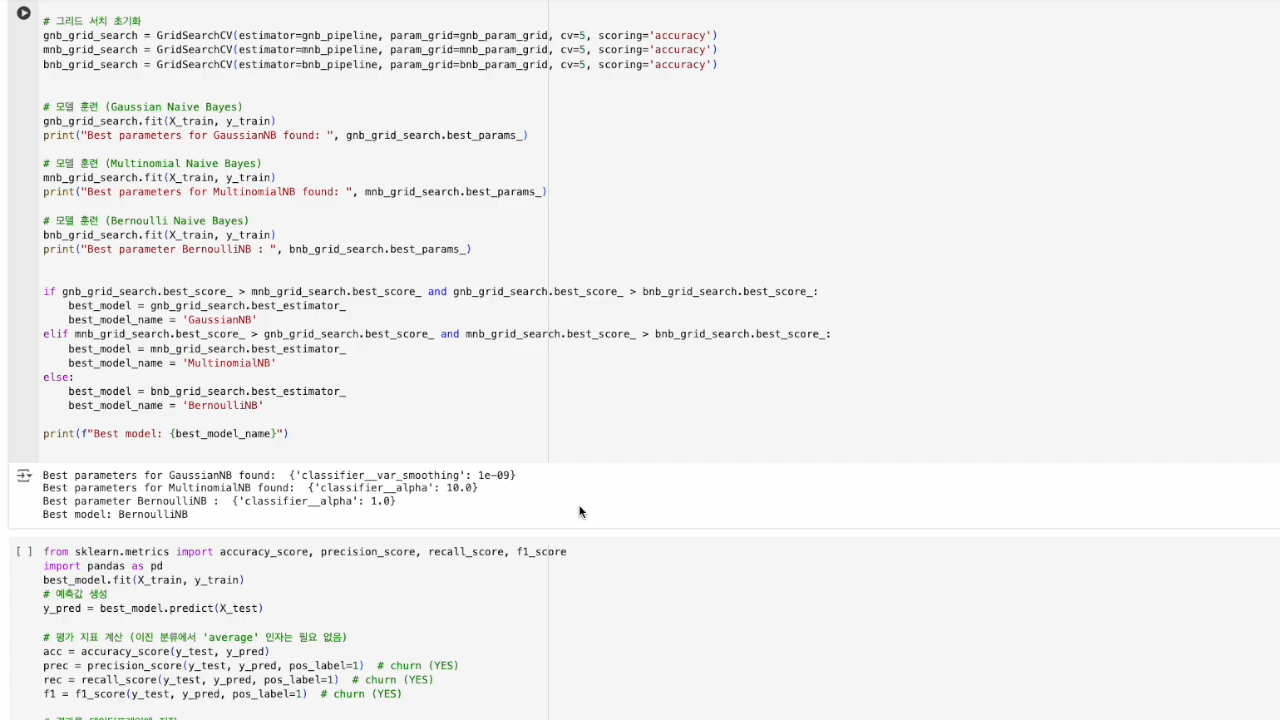 # 그리드 서치 초기화
gnb_grid_search = GridSearchCV(estimator=gnb_pipeline, param_grid=gnb_param_grid, cv=5, scoring='accuracy')
mnb_grid_search = GridSearchCV(estimator=mnb_pipeline, param_grid=mnb_param_grid, cv=5, scoring='accuracy')
bnb_grid_search = GridSearchCV(estimator=bnb_pipeline, param_grid=bnb_param_grid, cv=5, scoring='accuracy')
# 모델 훈련 (Gaussian Naive Bayes)
gnb_grid_search.fit(X_train, y_train)
print("Best parameters for GaussianNB found: ", gnb_grid_search.best_params_)
# 모델 훈련 (Multinomial Naive Bayes)
mnb_grid_search.fit(X_train, y_train)
print("Best parameters for MultinomialNB found: ", mnb_grid_search.best_params_)
# 모델 훈련 (Bernoulli Naive Bayes)
bnb_grid_search.fit(X_train, y_train)
print("Best parameter BernoulliNB : ", bnb_grid_search.best_params_)
if gnb_grid_search.best_score_ > mnb_grid_search.best_score_ and gnb_grid_search.best_score_ > bnb_grid_search.best_score_:
    best_model = gnb_grid_search.best_estimator_
    best_model_name = 'GaussianNB'
elif mnb_grid_search.best_score_ > gnb_grid_search.best_score_ and mnb_grid_search.best_score_ > bnb_grid_search.best_score_:
    best_model = mnb_grid_search.best_estimator_
    best_model_name = 'MultinomialNB'
else:
    best_model = bnb_grid_search.best_estimator_
    best_model_name = 'BernoulliNB'
print(f"Best model: {best_model_name}")
Best parameters for GaussianNB found:  {'classifier__var_smoothing': 1e-09}
Best parameters for MultinomialNB found:  {'classifier__alpha': 10.0}
Best parameter BernoulliNB :  {'classifier__alpha': 1.0}
Best model: BernoulliNB
[ ] from sklearn.metrics import accuracy_score, precision_score, recall_score, f1_score
import pandas as pd
best_model.fit(X_train, y_train)
# 예측값 생성
y_pred = best_model.predict(X_test)
# 평가 지표 계산 (이진 분류에서 'average' 인자는 필요 없음)
acc = accuracy_score(y_test, y_pred)
prec = precision_score(y_test, y_pred, pos_label=1)  # churn (YES)
rec = recall_score(y_test, y_pred, pos_label=1)  # churn (YES)
f1 = f1_score(y_test, y_pred, pos_label=1)  # churn (YES)